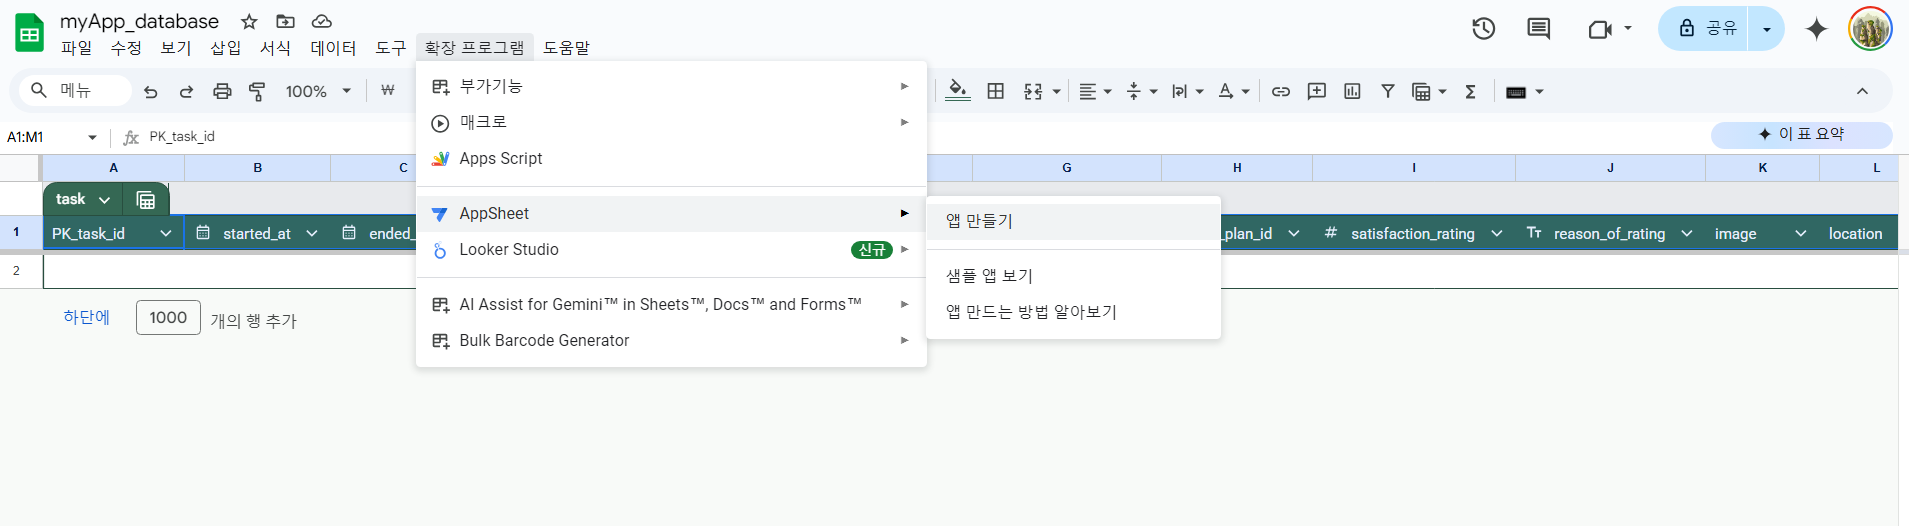 myApp_database
파일 수정 보기 삽입 서식 데이터 도구 확장 프로그램 도움말
공유
메뉴 100% ₩
A1:M1 fx PK_task_id
이 표 요약
A B C G H I J K L
task
1 PK_task_id started_at ended_ _plan_id # satisfaction_rating Tт reason_of_rating image location
2
하단에 1000 개의 행 추가
부가기능
매크로
Apps Script
AppSheet
Looker Studio 신규
AI Assist for Gemini™ in Sheets™, Docs™ and Forms™
Bulk Barcode Generator
앱 만들기
샘플 앱 보기
앱 만드는 방법 알아보기